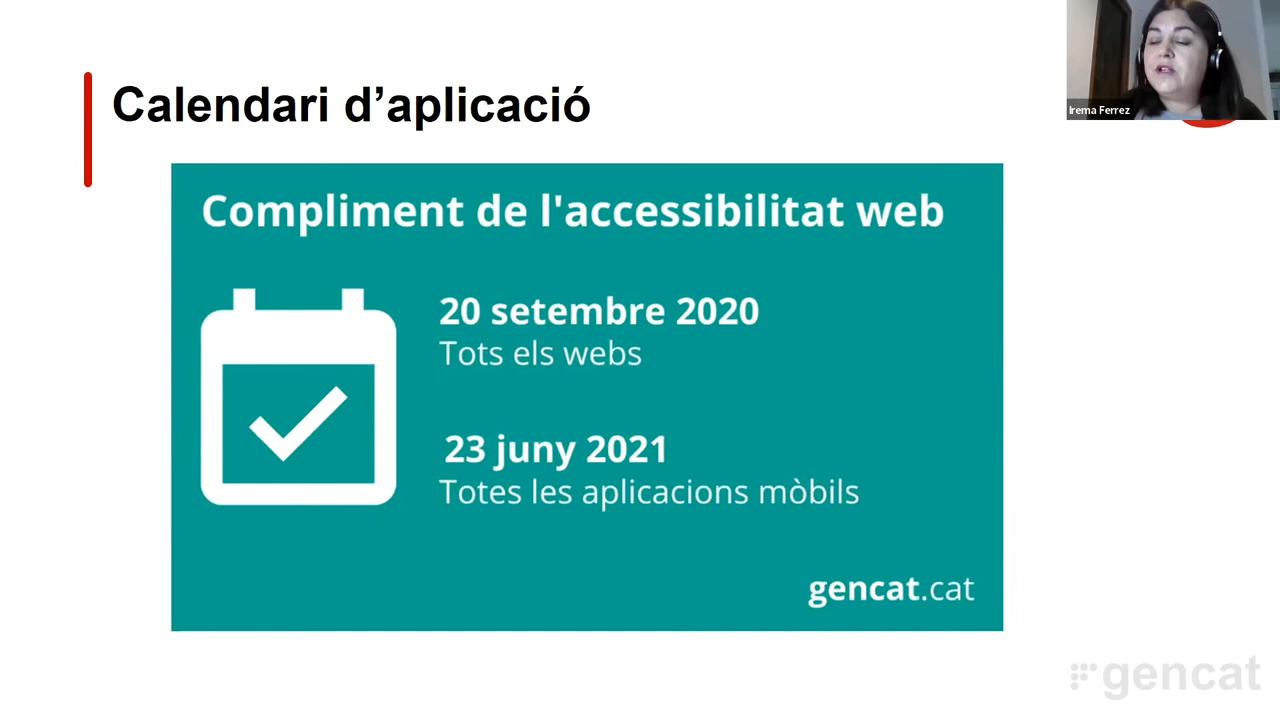 Calendari d’aplicació
Irema Ferrez
Compliment de l'accessibilitat web
20 setembre 2020
Tots els webs
23 juny 2021
Totes les aplicacions mòbils
gencat.cat
gencat